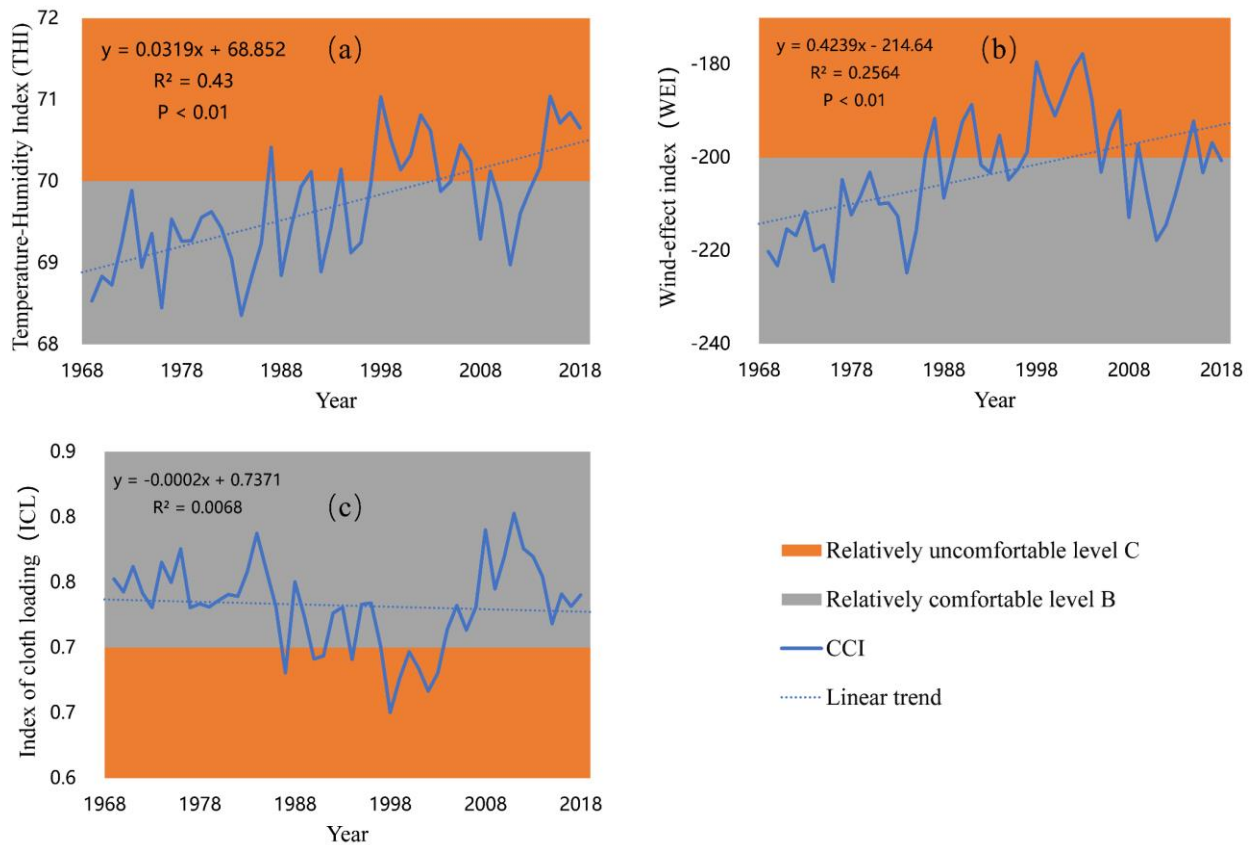 72
71
70
69
68
Temperature-Humidity Index (THI)
y = 0.0319x + 68.852
R² = 0.43
P < 0.01
(a)
1968 1978 1988 1998 2008 2018
Year
-180
-200
-220
-240
Wind-effect index (WEI)
y = 0.4239x - 214.64
R² = 0.2564
P < 0.01
(b)
1968 1978 1988 1998 2008 2018
Year
0.9
0.8
0.8
0.7
0.7
0.6
Index of cloth loading (ICL)
y = -0.0002x + 0.7371
R² = 0.0068
(c)
1968 1978 1988 1998 2008 2018
Year
Relatively uncomfortable level C
Relatively comfortable level B
CCI
Linear trend